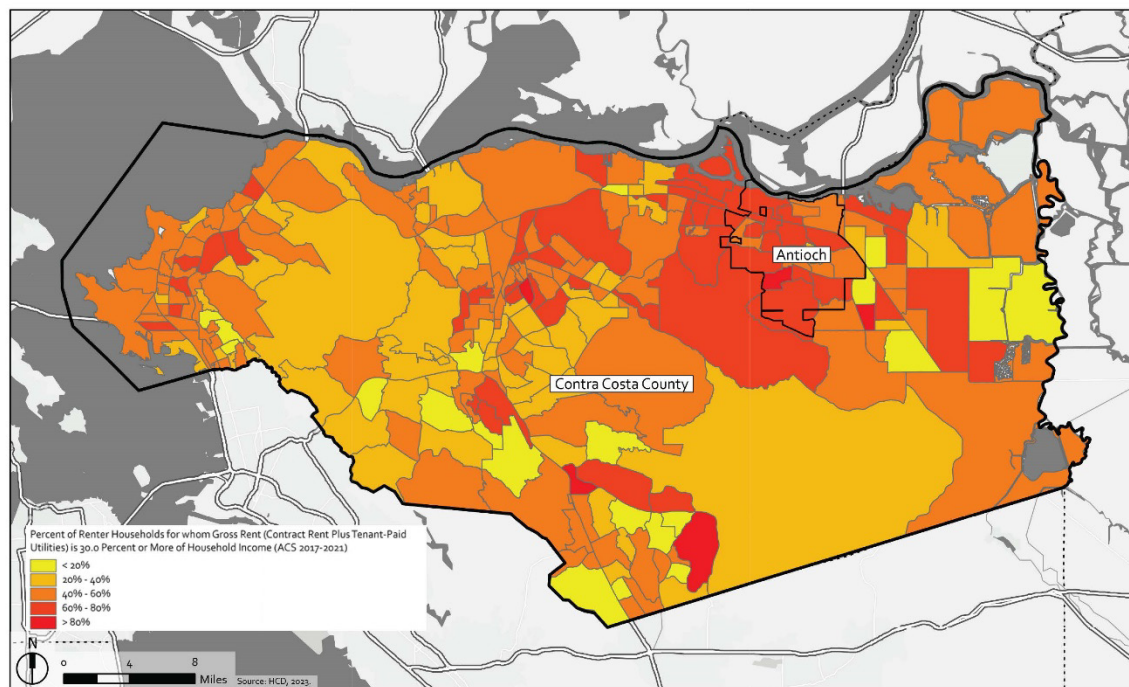 Antioch
Contra Costa County
Percent of Renter Households for whom Gross Rent (Contract Rent Plus Tenant-Paid
Utilities) is 30.0 Percent or More of Household Income (ACS 2017-2021)
< 20%
20% - 40%
40% - 60%
60% - 80%
> 80%
N
0 4 8
Miles
Source: HCD, 2023.